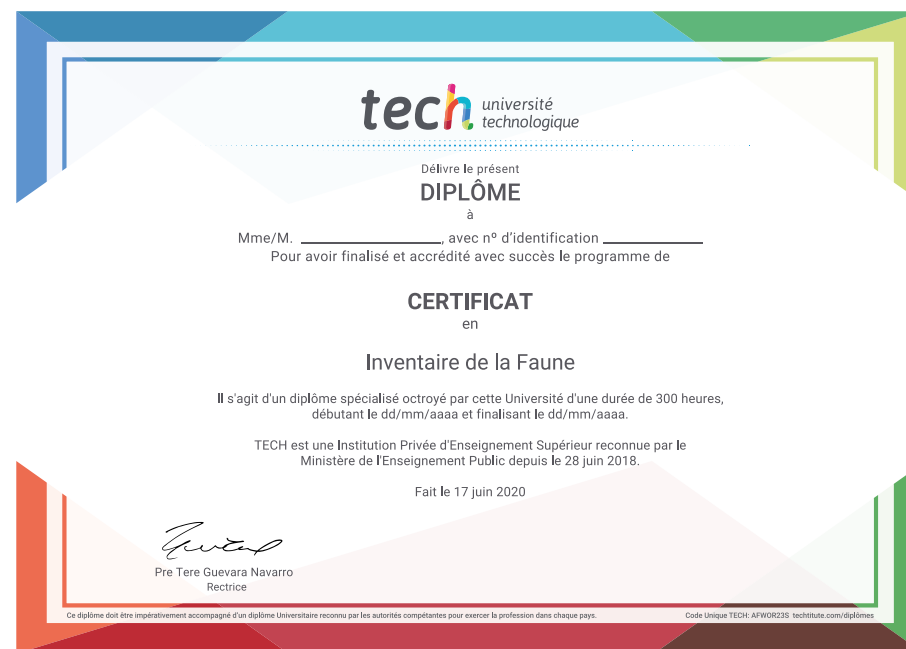 tech université
technologique
Délivre le présent
DIPLÔME
à
Mme/M. ____________________, avec nº d'identification ______________
Pour avoir finalisé et accrédité avec succès le programme de
CERTIFICAT
en
Inventaire de la Faune
Il s'agit d'un diplôme spécialisé octroyé par cette Université d'une durée de 300 heures,
débutant le dd/mm/aaaa et finalisant le dd/mm/aaaa.
TECH est une Institution Privée d'Enseignement Supérieur reconnue par le
Ministère de l'Enseignement Public depuis le 28 juin 2018.
Fait le 17 juin 2020
Pre Tere Guevara Navarro
Rectrice
Ce diplôme doit être impérativement accompagné d'un diplôme Universitaire reconnu par les autorités compétantes pour exercer la profession dans chaque pays.
Code Unique TECH: AFWOR23S techtitute.com/diplômes